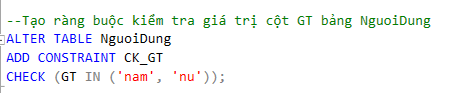 --Tạo ràng buộc kiểm tra giá trị cột GT bảng NguoiDung
ALTER TABLE NguoiDung
ADD CONSTRAINT CK_GT
CHECK (GT IN ('nam', 'nu'));